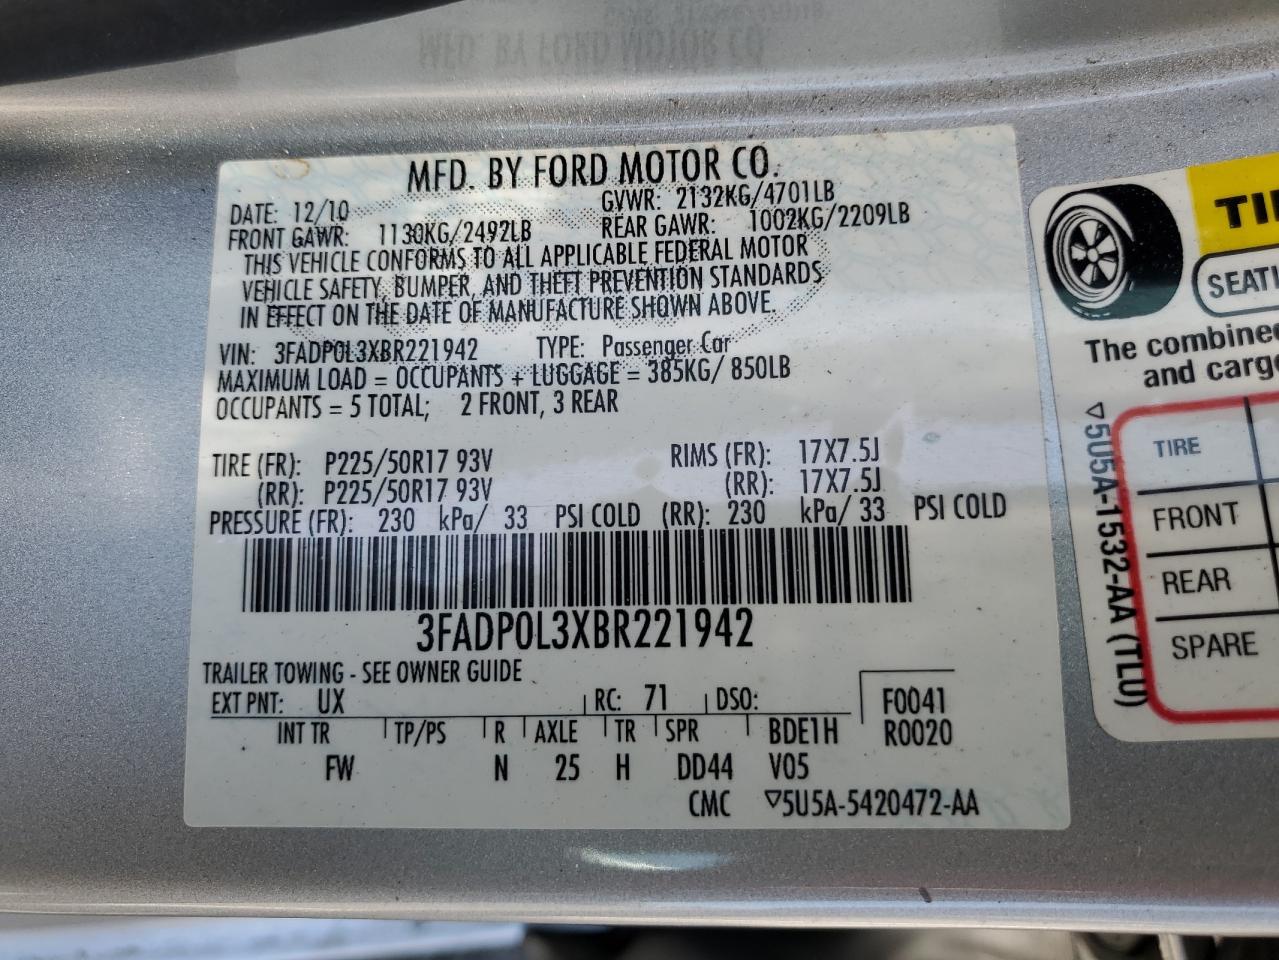 MFD. BY FORD MOTOR CO.
DATE: 12/10 GVWR: 2132KG/4701LB
FRONT GAWR: 1130KG/2492LB REAR GAWR: 1002KG/2209LB
THIS VEHICLE CONFORMS TO ALL APPLICABLE FEDERAL MOTOR
VEHICLE SAFETY, BUMPER, AND THEFT PREVENTION STANDARDS
IN EFFECT ON THE DATE OF MANUFACTURE SHOWN ABOVE.
VIN: 3FADP0L3XBR221942 TYPE: Passenger Car
MAXIMUM LOAD = OCCUPANTS + LUGGAGE = 385KG/ 850LB
OCCUPANTS = 5 TOTAL; 2 FRONT, 3 REAR
TIRE (FR): P225/50R17 93V RIMS (FR): 17X7.5J
(RR): P225/50R17 93V (RR): 17X7.5J
PRESSURE (FR): 230 kPa/ 33 PSI COLD (RR): 230 kPa/ 33 PSI COLD
3FADP0L3XBR221942
TRAILER TOWING - SEE OWNER GUIDE
EXT PNT: UX RC: 71 DSO: F0041
INT TR TP/PS R AXLE TR SPR BDE1H R0020
FW N 25 H DD44 V05
CMC ▽5U5A-5420472-AA
TI
SEATI
The combined
and carg
▽5U5A-1532-AA (TLU)
TIRE
FRONT
REAR
SPARE